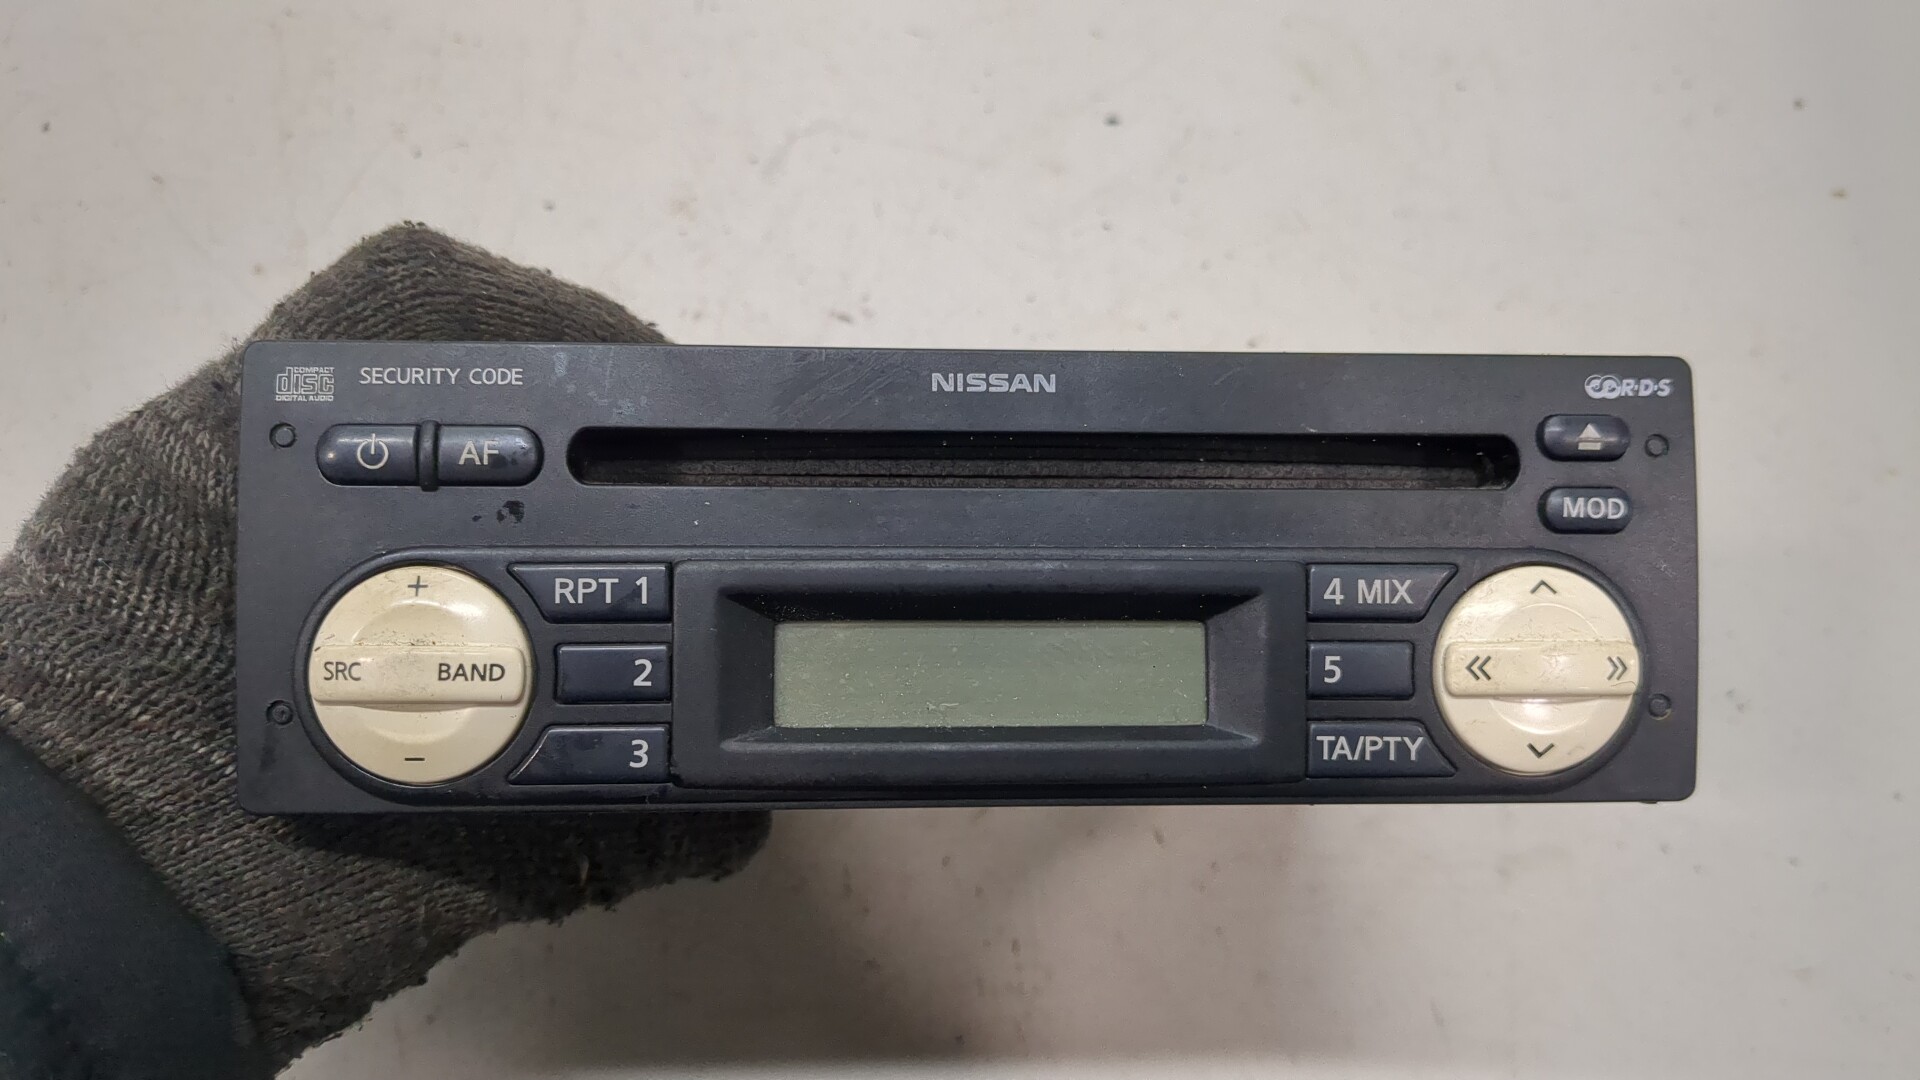 COMPACT
disc
DIGITAL AUDIO
SECURITY CODE
NISSAN
R·D·S
AF
MOD
RPT 1
4 MIX
+
SRC
BAND
2
5
−
3
TA/PTY